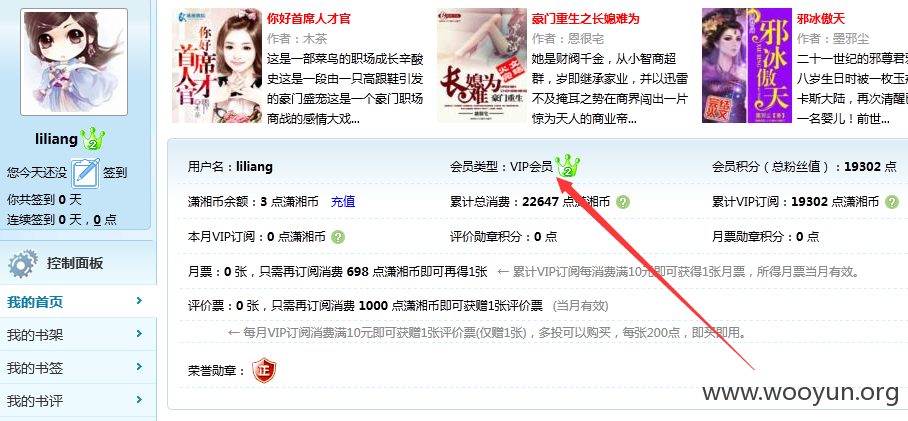 你好首席人才官
作者：木茶
这是一部菜鸟的职场成长辛酸
史这是一段由一只高跟鞋引发
的豪门盛宠这是一个豪门职场
商战的感情大戏...
豪门重生之长媳难为
作者：恩很宅
她是财阀千金，从小智商超
群，岁即继承家业，并以迅雷
不及掩耳之势在商界闯出一片
惊为天人的商业帝...
邪冰傲天
作者：墨邪尘
二十一世纪的邪尊君
八岁生日时被一枚玉戒
卡斯大陆，再次清醒已
一名婴儿！前世...
liliang 2
您今天还没 签到
你共签到 0 天
连续签到 0 天，0 点
控制面板
我的首页
我的书架
我的书签
我的书评
用户名：liliang
会员类型：VIP会员 2
会员积分（总粉丝值）：19302 点
潇湘币余额：3 点潇湘币 充值
累计总消费：22647 点潇湘币 ?
累计VIP订阅：19302 点潇湘币 ?
本月VIP订阅：0 点潇湘币 ?
评价勋章积分：0 点
月票勋章积分：0 点
月票：0 张，只需再订阅消费 698 点潇湘币即可再得1张 ← 累计VIP订阅每消费满10元即可获得1张月票，所得月票当月有效。
评价票：0 张，只需再订阅消费 1000 点潇湘币即可获赠1张评价票 (当月有效)
← 每月VIP订阅消费满10元即可获赠1张评价票(仅赠1张)，多投可以购买，每张200点，即买即用。
荣誉勋章： 正
www.wooyun.org